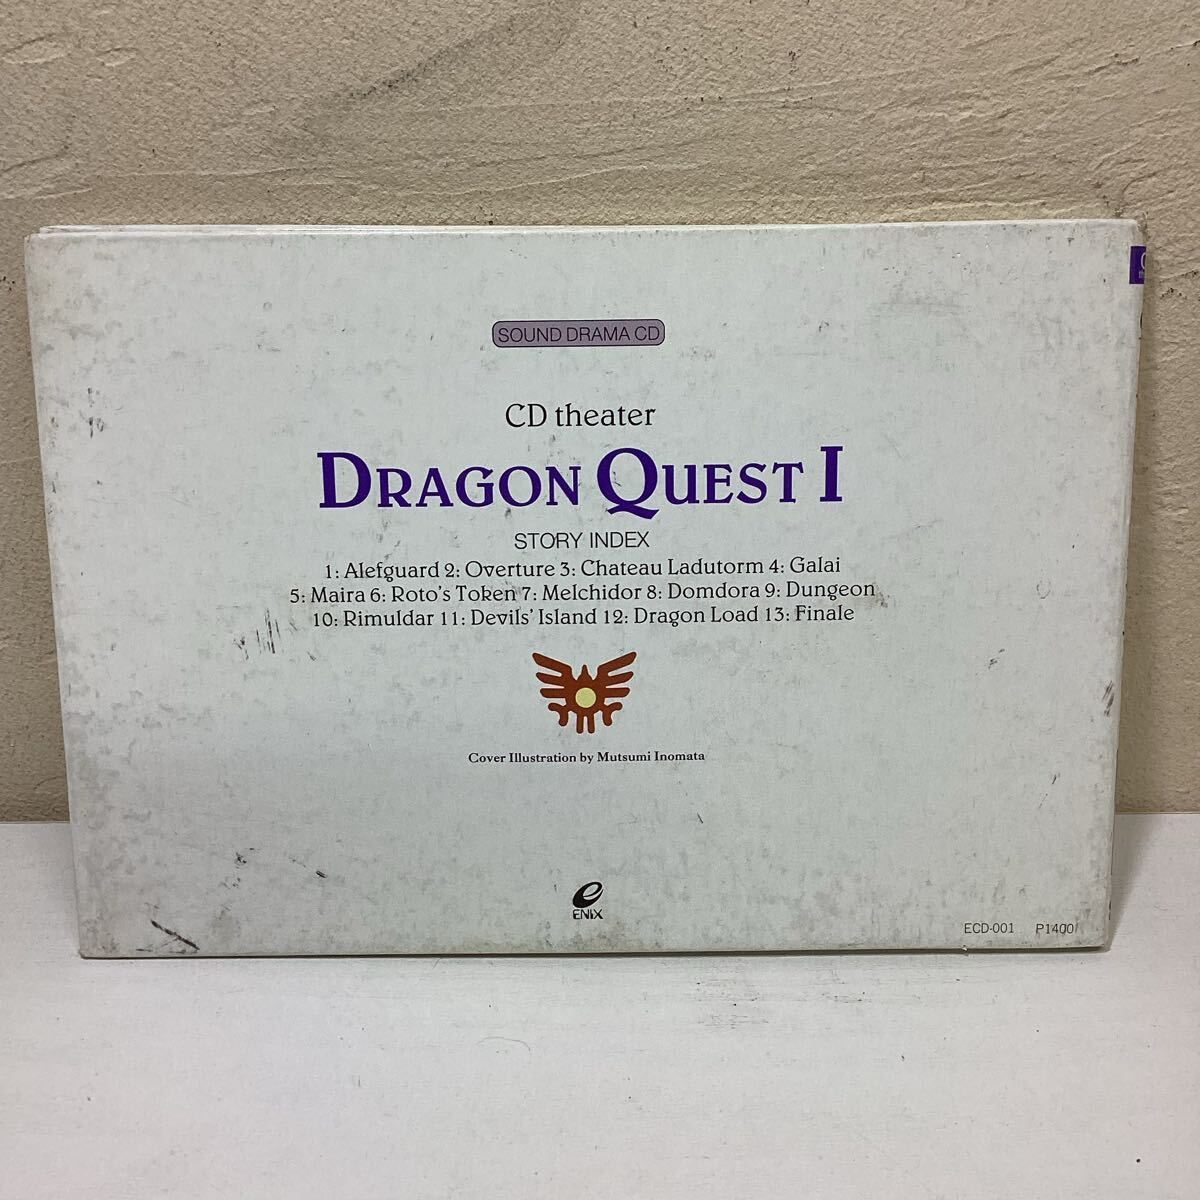 SOUND DRAMA CD
CD theater
DRAGON QUEST I
STORY INDEX
1: Alefguard 2: Overture 3: Chateau Ladutorm 4: Galai
5: Maira 6: Roto's Token 7: Melchidor 8: Domdora 9: Dungeon
10: Rimuldar 11: Devils' Island 12: Dragon Load 13: Finale
Cover Illustration by Mutsumi Inomata
e
ENIX
ECD-001 P1400